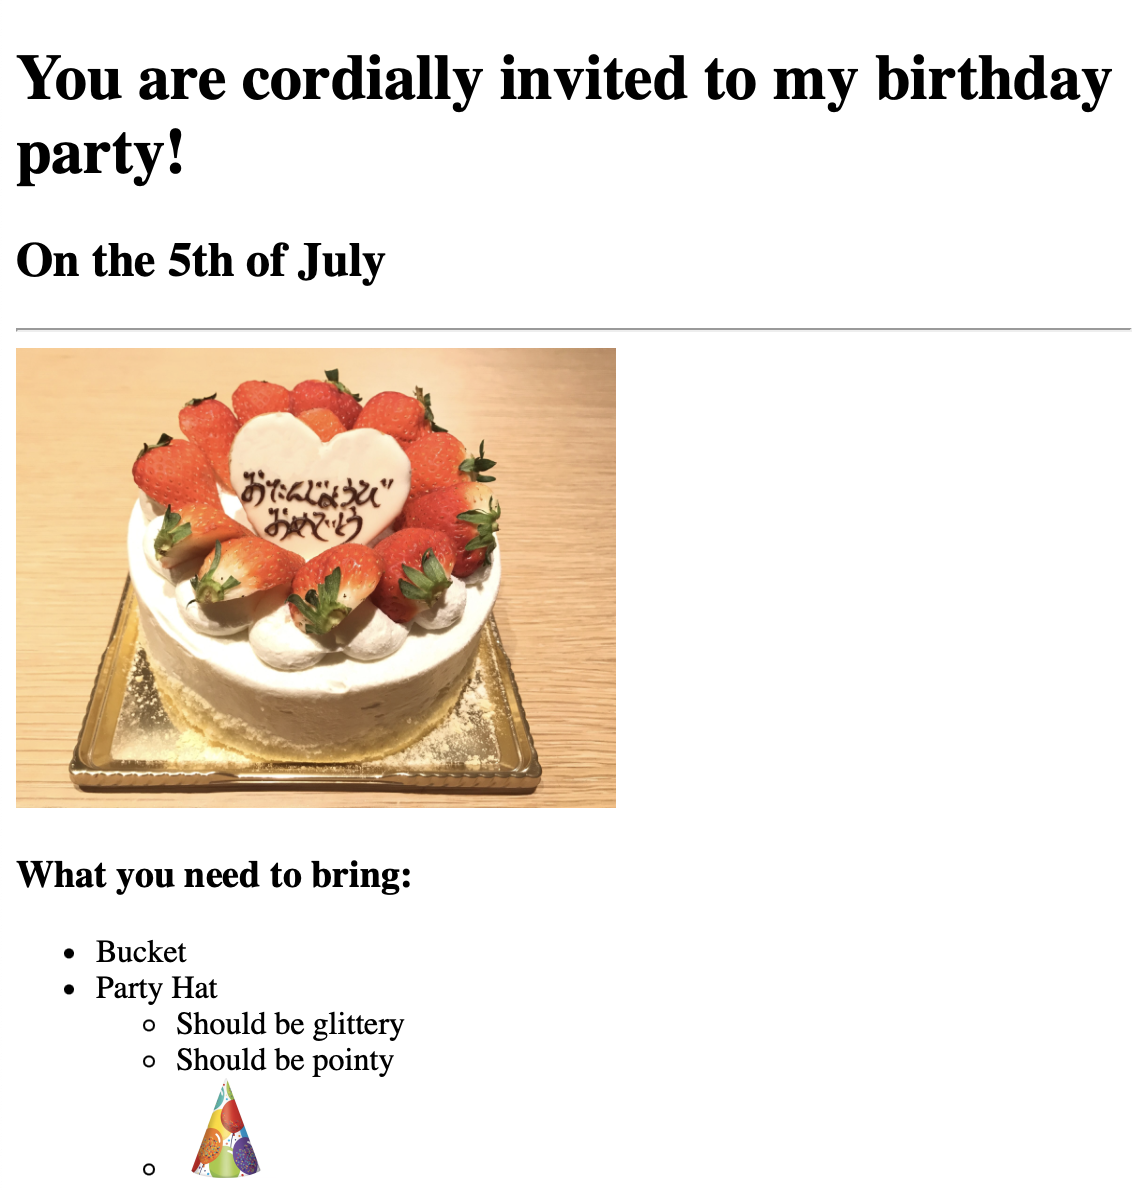 You are cordially invited to my birthday
party!
On the 5th of July
おたんじょうび
おめでとう
What you need to bring:
Bucket
Party Hat
Should be glittery
Should be pointy